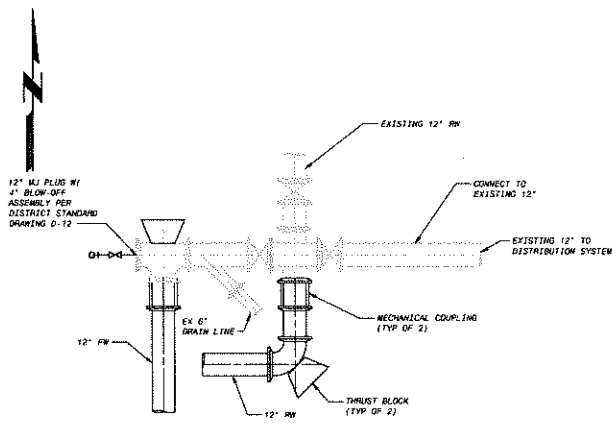 EXISTING 12" RW
12" MJ PLUG W/
4" BLOW-OFF
ASSEMBLY PER
DISTRICT STANDARD
DRAWING D-12
CONNECT TO
EXISTING 12"
EXISTING 12" TO
DISTRIBUTION SYSTEM
EX 6"
DRAIN LINE
MECHANICAL COUPLING
(TYP OF 2)
12" FW
12" RW
THRUST BLOCK
(TYP OF 2)